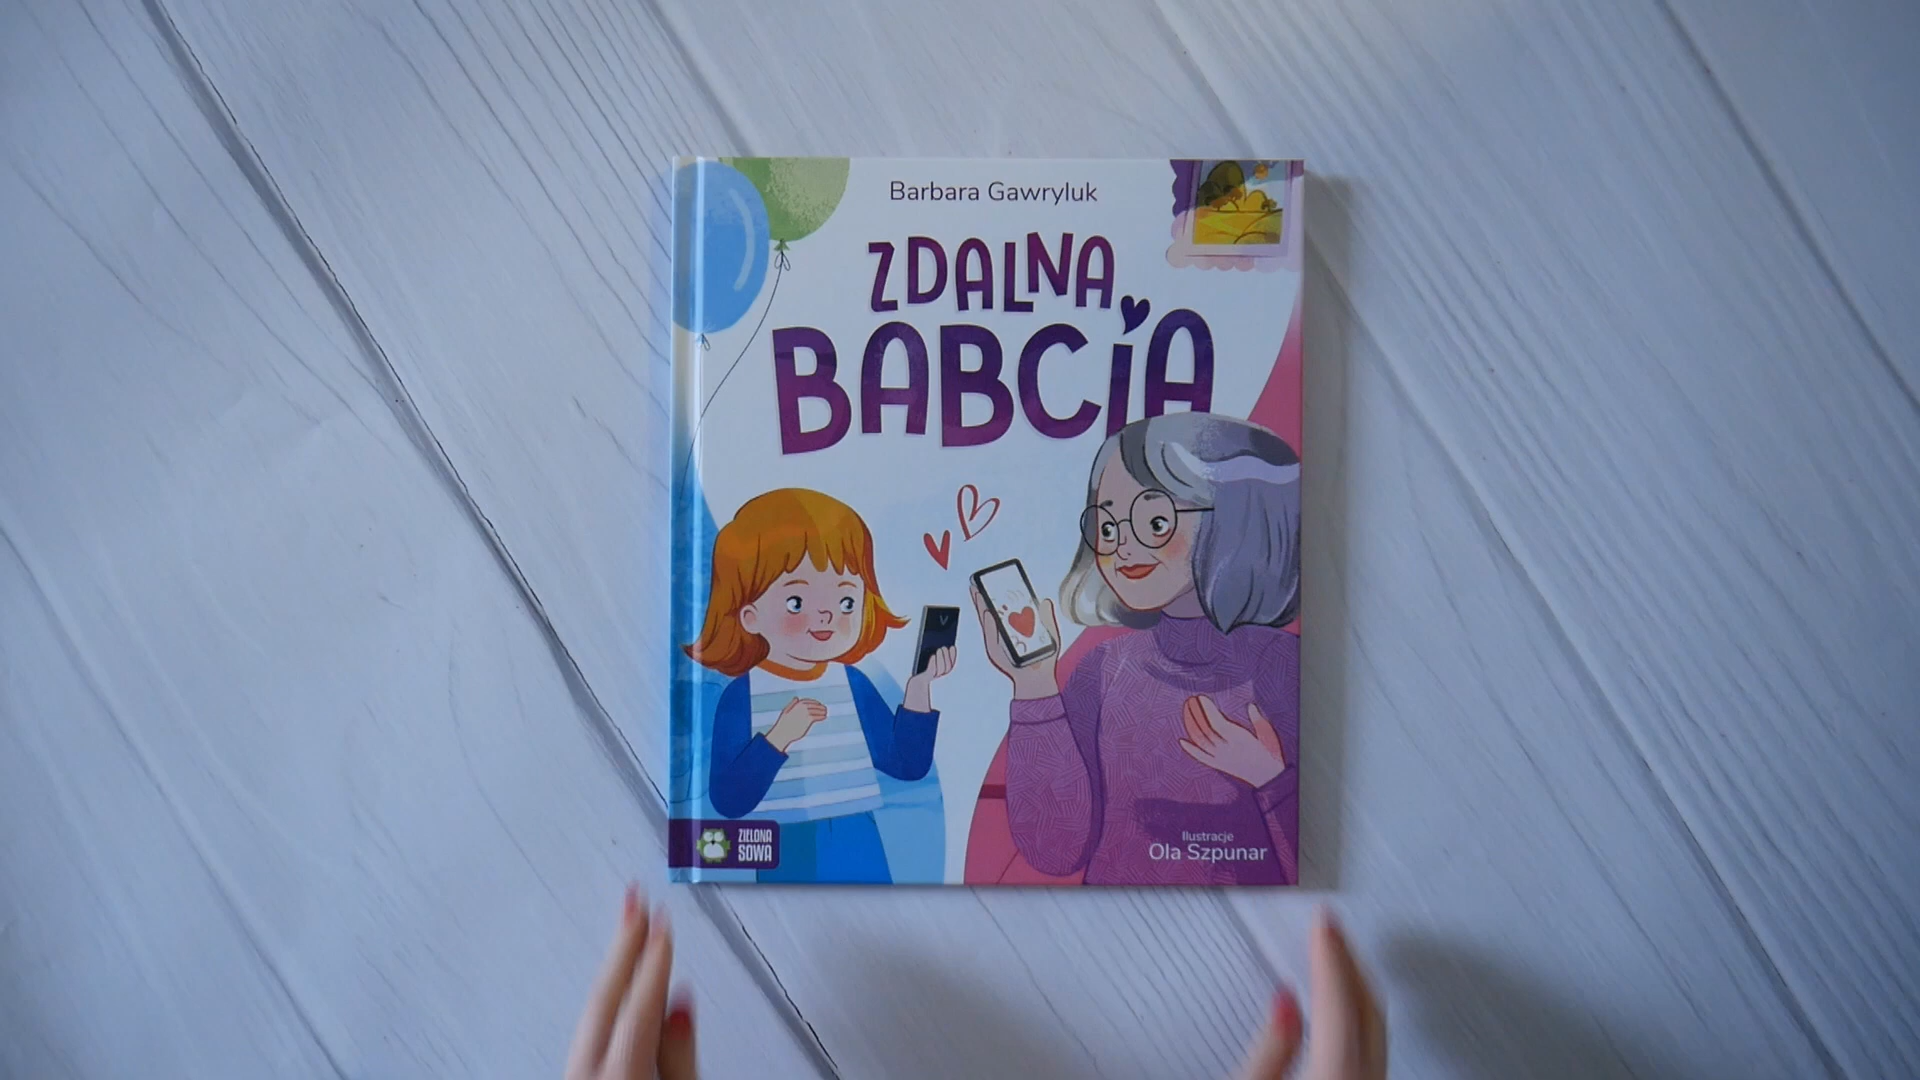 Barbara Gawryluk
ZDALNA
BABCiA
ZIELONA
SOWA
Ilustracje
Ola Szpunar